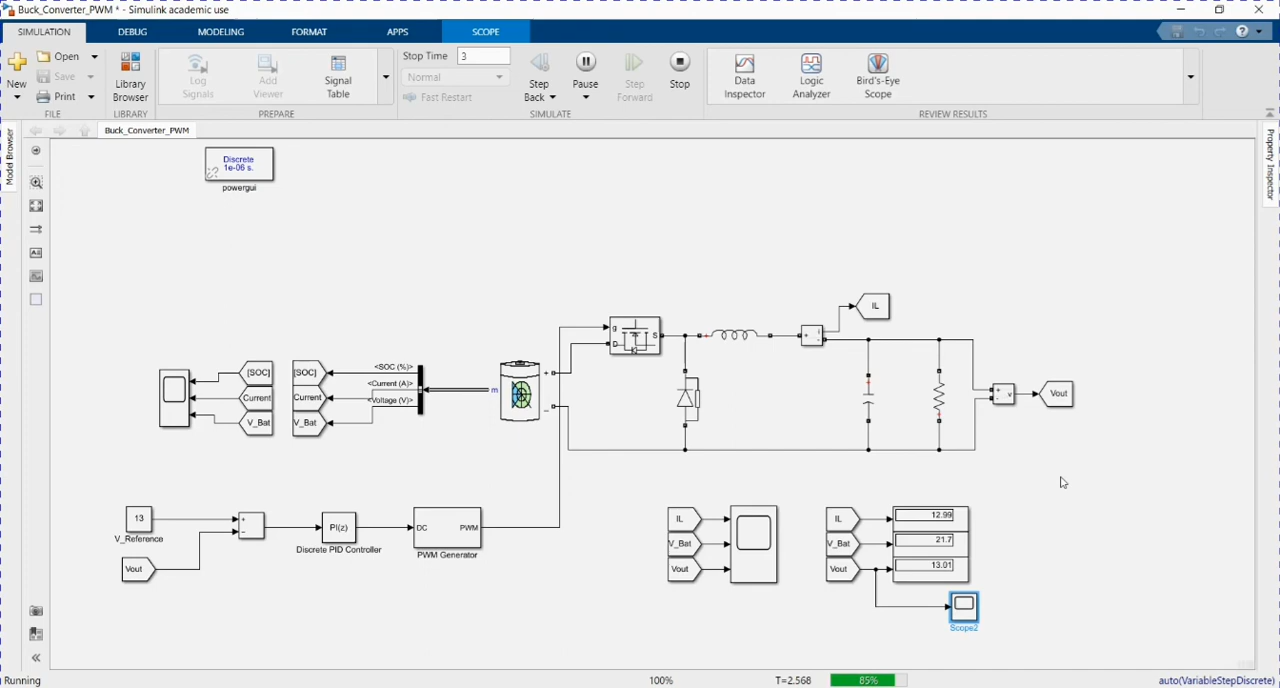 Buck_Converter_PWM * - Simulink academic use
SIMULATION DEBUG MODELING FORMAT APPS SCOPE
New
Open
Save
Print
FILE
Library
Browser
LIBRARY
Log
Signals
Add
Viewer
Signal
Table
PREPARE
Stop Time 3
Normal
Fast Restart
Step
Back
Pause
Step
Forward
Stop
SIMULATE
Data
Inspector
Logic
Analyzer
Bird's-Eye
Scope
REVIEW RESULTS
Model Browser
Buck_Converter_PWM
Property Inspector
Discrete
1e-06 s.
powergui
IL
g
D
S
+
i
-
[SOC]
Current
V_Bat
[SOC]
Current
V_Bat
<SOC (%)>
<Current (A)>
<Voltage (V)>
m
+
_
+
v
-
Vout
13
V_Reference
Vout
+
−
PI(z)
Discrete PID Controller
DC PWM
PWM Generator
IL
V_Bat
Vout
IL
V_Bat
Vout
12.99
21.7
13.01
Scope2
Running
100%
T=2.568
85%
auto(VariableStepDiscrete)